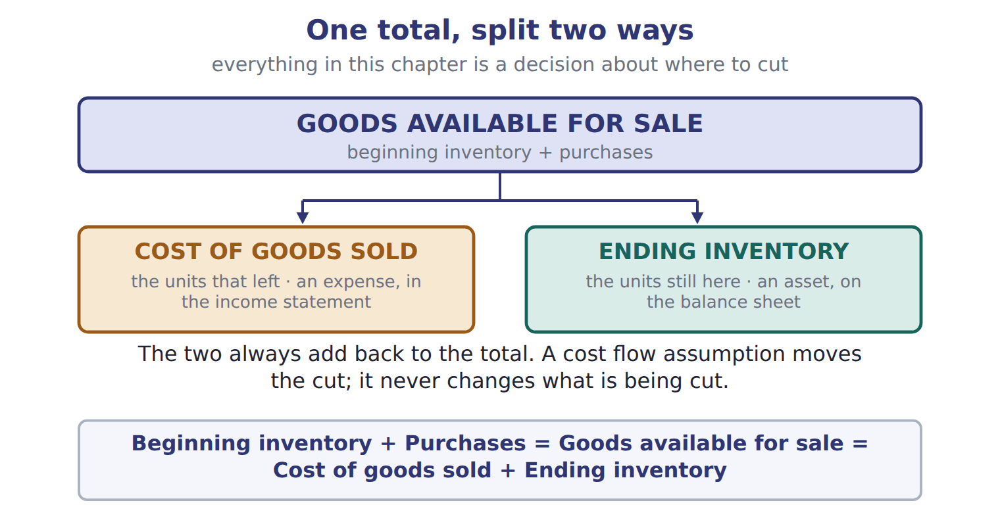 One total, split two ways
everything in this chapter is a decision about where to cut
GOODS AVAILABLE FOR SALE
beginning inventory + purchases
COST OF GOODS SOLD
the units that left · an expense, in
the income statement
ENDING INVENTORY
the units still here · an asset, on
the balance sheet
The two always add back to the total. A cost flow assumption moves
the cut; it never changes what is being cut.
Beginning inventory + Purchases = Goods available for sale =
Cost of goods sold + Ending inventory